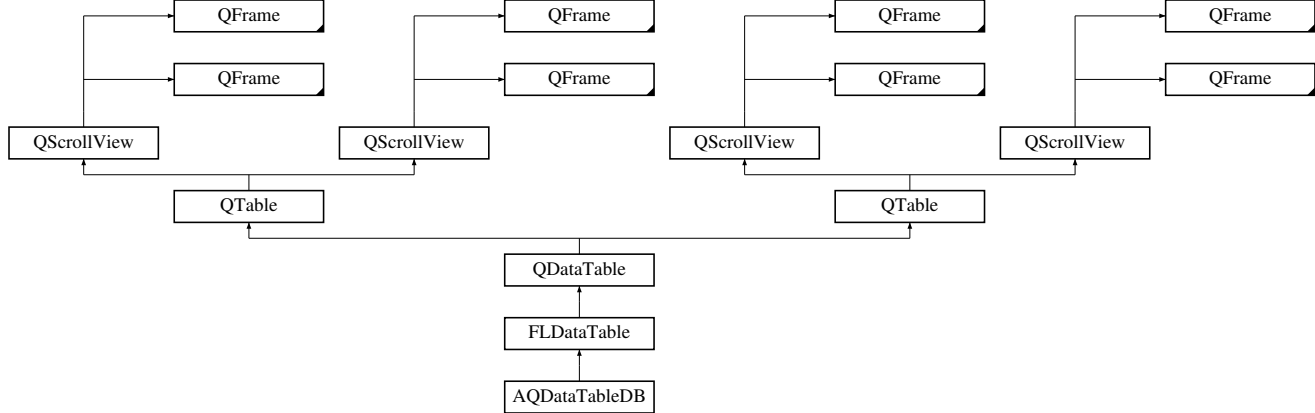 QFrame QFrame QFrame QFrame
QFrame QFrame QFrame QFrame
QScrollView QScrollView QScrollView QScrollView
QTable QTable
QDataTable
FLDataTable
AQDataTableDB